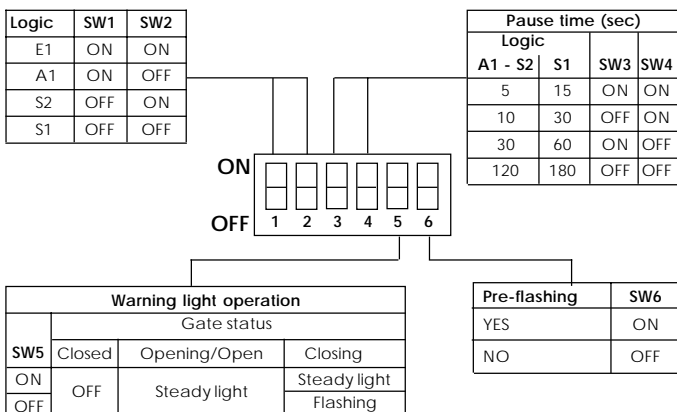 Logic SW1 SW2
E1 ON ON
A1 ON OFF
S2 OFF ON
S1 OFF OFF
Pause time (sec)
Logic
A1 - S2 S1 SW3 SW4
5 15 ON ON
10 30 OFF ON
30 60 ON OFF
120 180 OFF OFF
ON
OFF 1 2 3 4 5 6
Warning light operation
Gate status
SW5 Closed Opening/Open Closing
ON OFF Steady light Steady light
OFF Flashing
Pre-flashing SW6
YES ON
NO OFF